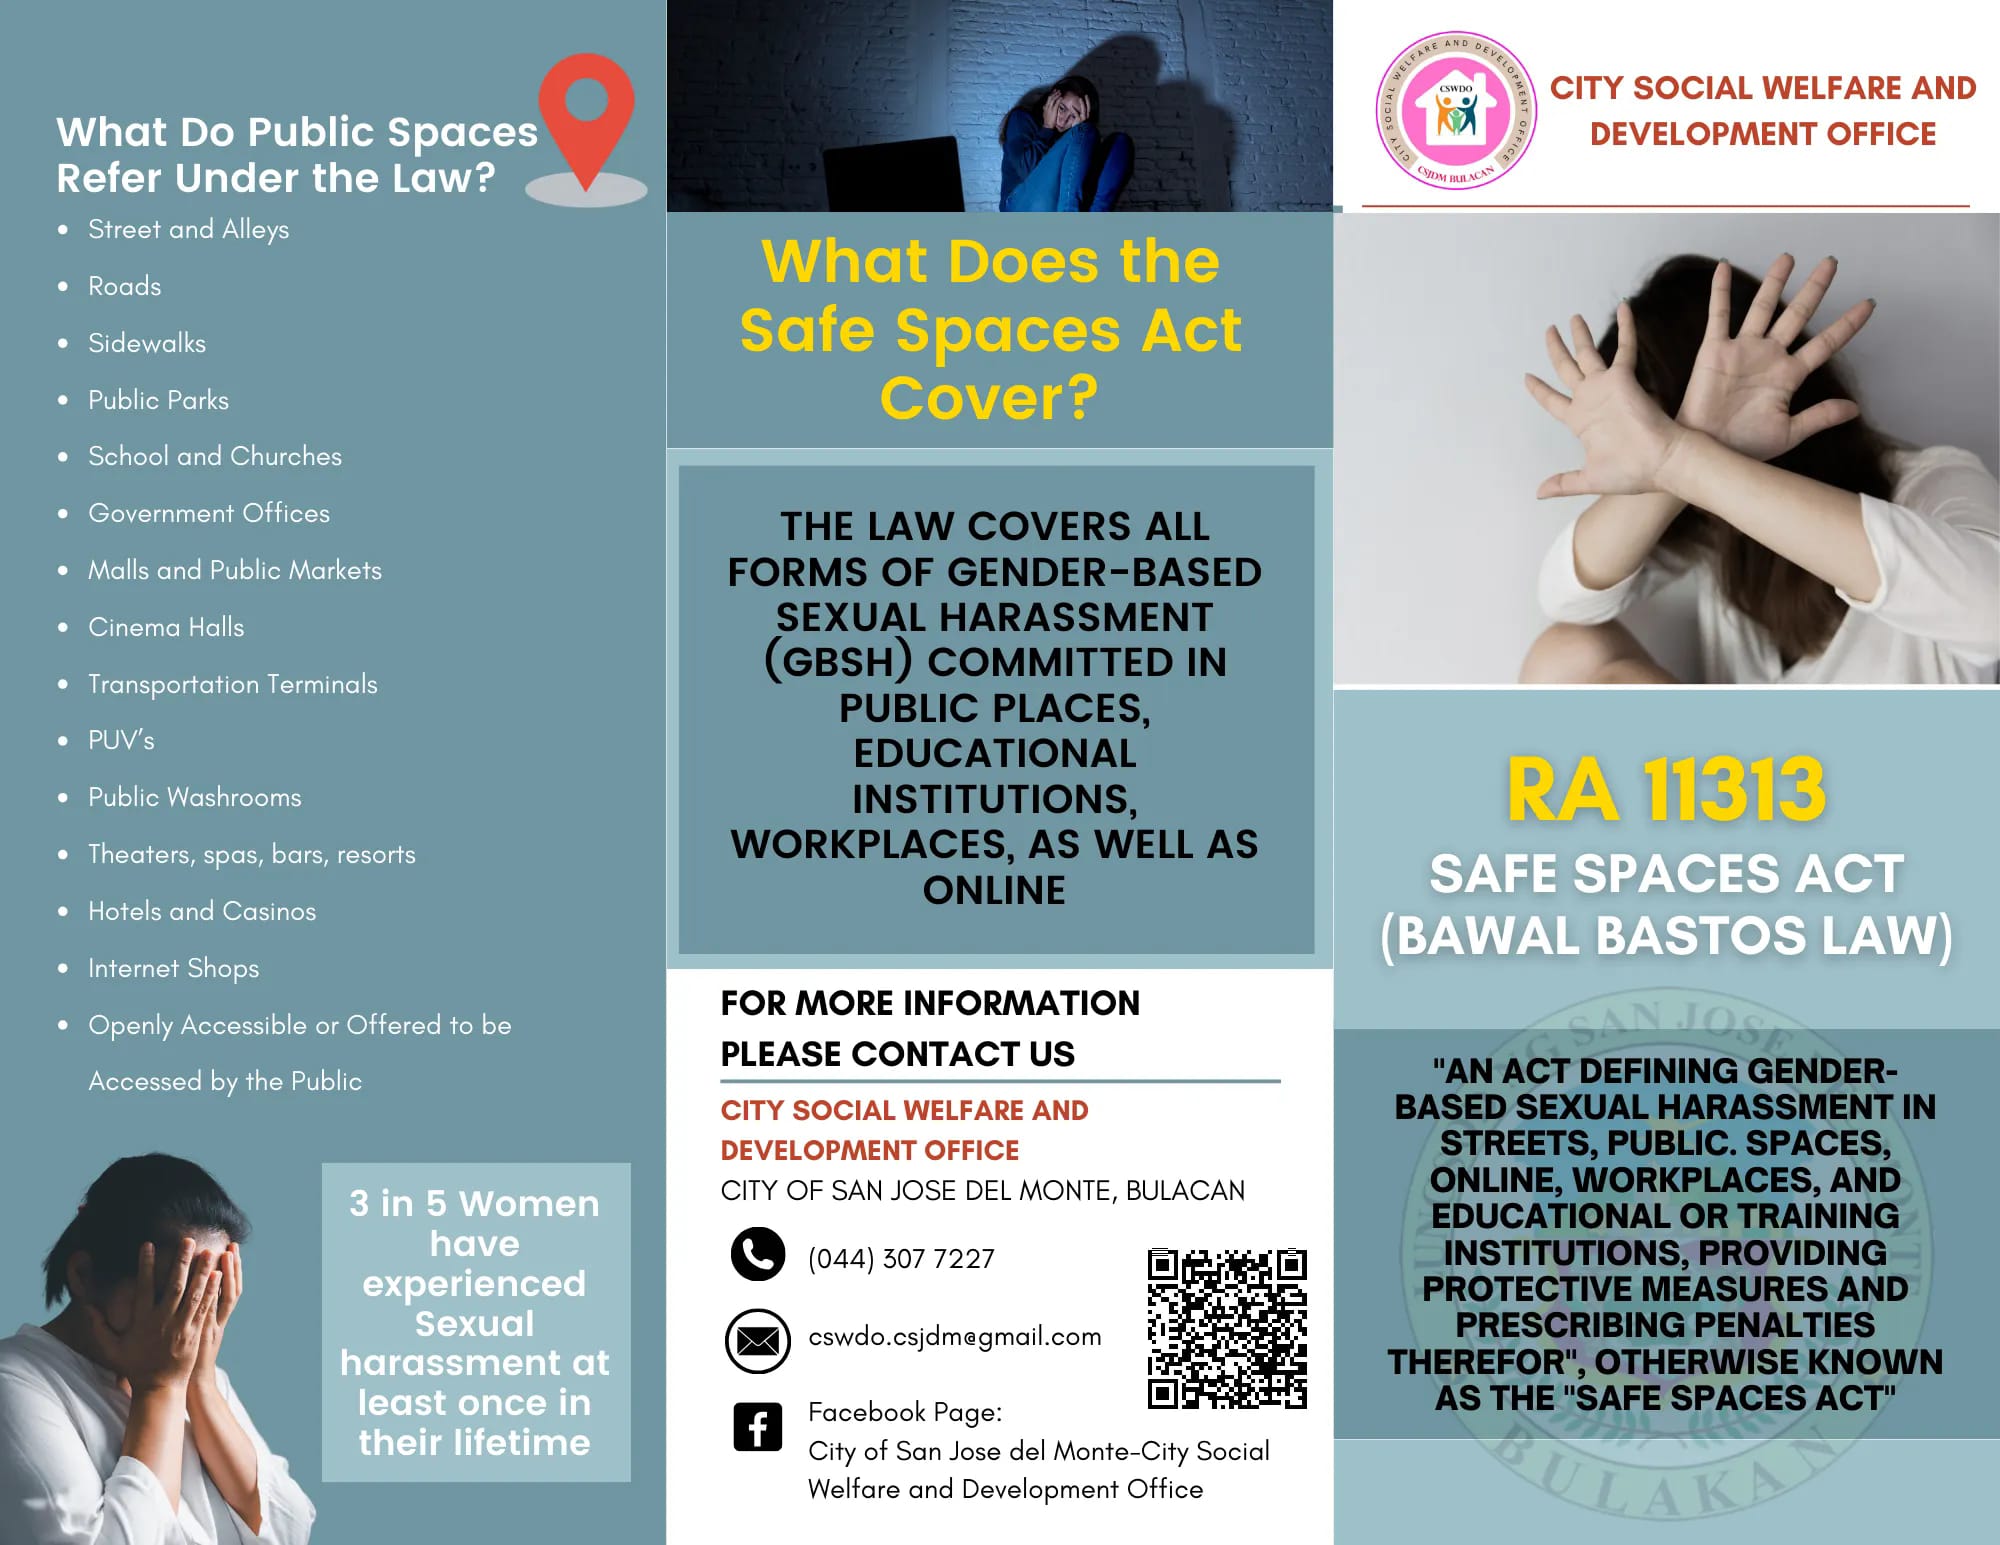 What Do Public Spaces
Refer Under the Law?
Street and Alleys
Roads
Sidewalks
Public Parks
School and Churches
Government Offices
Malls and Public Markets
Cinema Halls
Transportation Terminals
PUV's
Public Washrooms
Theaters, spas, bars, resorts
Hotels and Casinos
Internet Shops
Openly Accessible or Offered to be
Accessed by the Public
3 in 5 Women
have
experienced
Sexual
harassment at
least once in
their lifetime
What Does the
Safe Spaces Act
Cover?
THE LAW COVERS ALL
FORMS OF GENDER-BASED
SEXUAL HARASSMENT
(GBSH) COMMITTED IN
PUBLIC PLACES,
EDUCATIONAL
INSTITUTIONS,
WORKPLACES, AS WELL AS
ONLINE
FOR MORE INFORMATION
PLEASE CONTACT US
CITY SOCIAL WELFARE AND
DEVELOPMENT OFFICE
CITY OF SAN JOSE DEL MONTE, BULACAN
(044) 307 7227
cswdo.csjdm@gmail.com
Facebook Page:
City of San Jose del Monte-City Social
Welfare and Development Office
CITY SOCIAL WELFARE AND DEVELOPMENT OFFICE
CSWDO
CSJDM BULACAN
CITY SOCIAL WELFARE AND
DEVELOPMENT OFFICE
RA 11313
SAFE SPACES ACT
(BAWAL BASTOS LAW)
"AN ACT DEFINING GENDER-
BASED SEXUAL HARASSMENT IN
STREETS, PUBLIC. SPACES,
ONLINE, WORKPLACES, AND
EDUCATIONAL OR TRAINING
INSTITUTIONS, PROVIDING
PROTECTIVE MEASURES AND
PRESCRIBING PENALTIES
THEREFOR", OTHERWISE KNOWN
AS THE "SAFE SPACES ACT"
SAN JOSE
BULAKAN